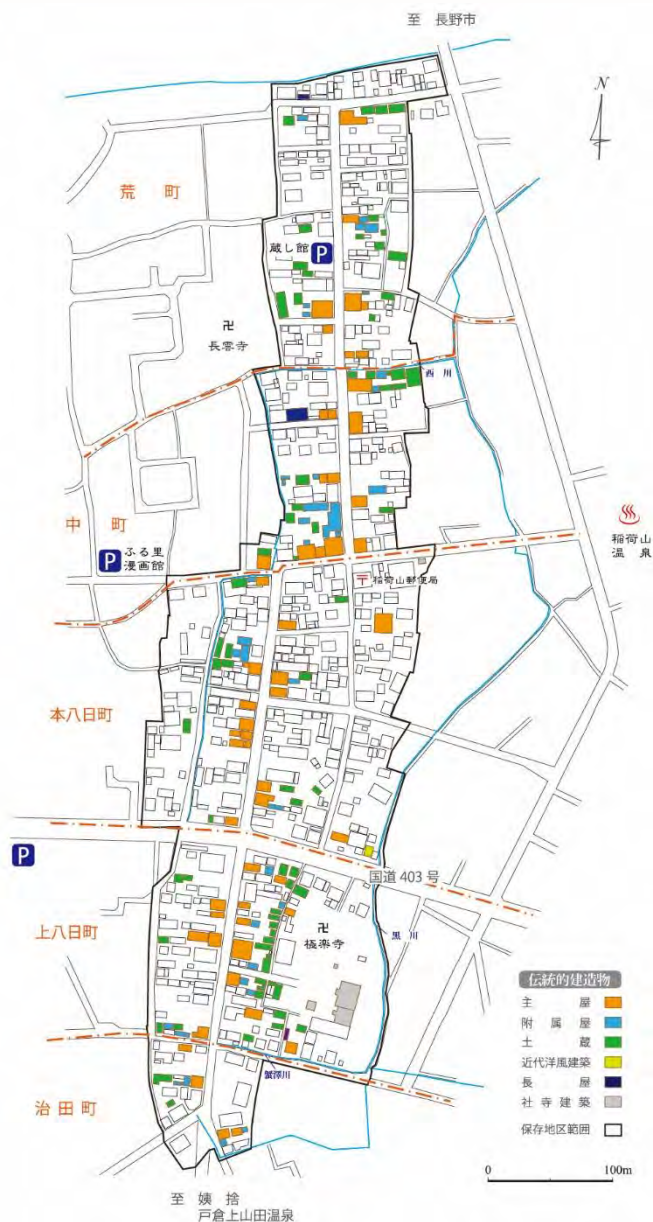 至 長野市
N
荒 町
蔵し館
P
卍
長雲寺
西 川
中 町
P
ふる里
漫画館
稲荷山
温 泉
〒
稲荷山郵便局
本八日町
P
国道 403 号
上八日町
卍
極楽寺
黒 川
伝統的建造物
主 屋
附 属 屋
土 蔵
近代洋風建築
長 屋
社 寺 建 築
保存地区範囲
蟹澤川
治 田 町
0 100m
至 姨 捨
戸倉上山田温泉